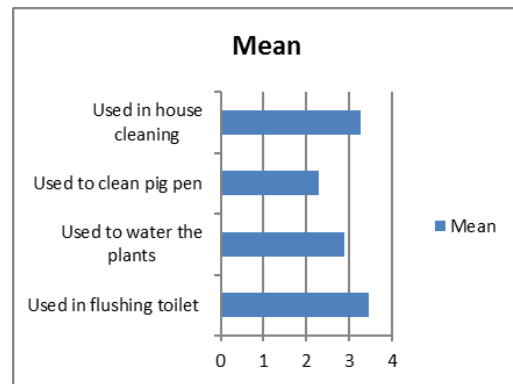 Mean
Used in house
cleaning
Used to clean pig pen
Used to water the
plants
Used in flushing toilet
Mean
0 1 2 3 4